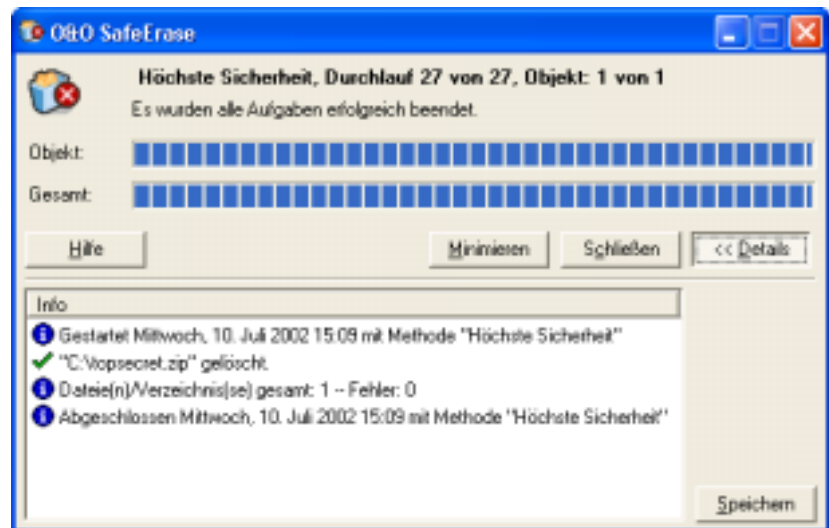 O&O SafeErase
Höchste Sicherheit, Durchlauf 27 von 27, Objekt: 1 von 1
Es wurden alle Aufgaben erfolgreich beendet.
Objekt:
Gesamt:
Hilfe Minimieren Schließen << Details
Info
Gestartet Mittwoch, 10. Juli 2002 15:09 mit Methode "Höchste Sicherheit"
"C:\topsecret.zip" gelöscht.
Dateie(n)/Verzeichnis(se) gesamt: 1 -- Fehler: 0
Abgeschlossen Mittwoch, 10. Juli 2002 15:09 mit Methode "Höchste Sicherheit"
Speichern